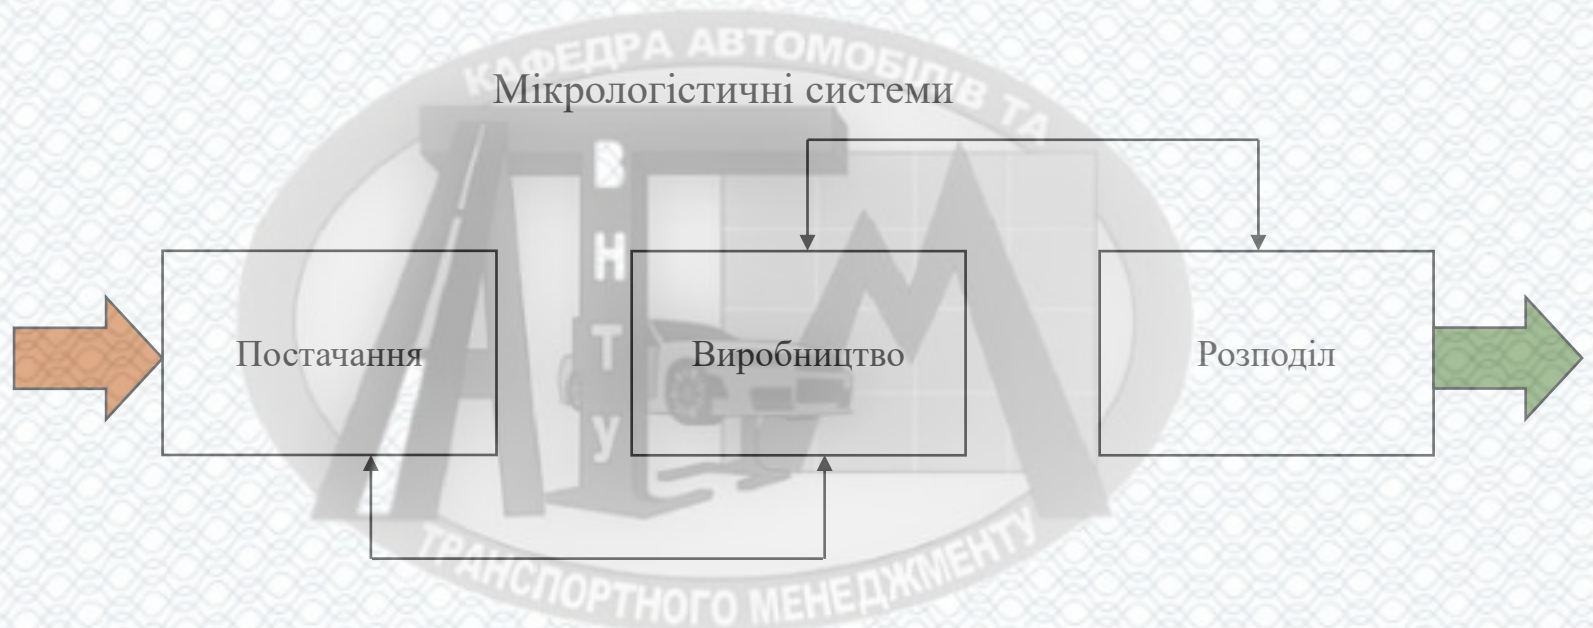 КАФЕДРА АВТОМОБІЛІВ ТА
Мікрологістичні системи
В
Н
Т
У
Постачання
Виробництво
Розподіл
ТРАНСПОРТНОГО МЕНЕДЖМЕНТУ